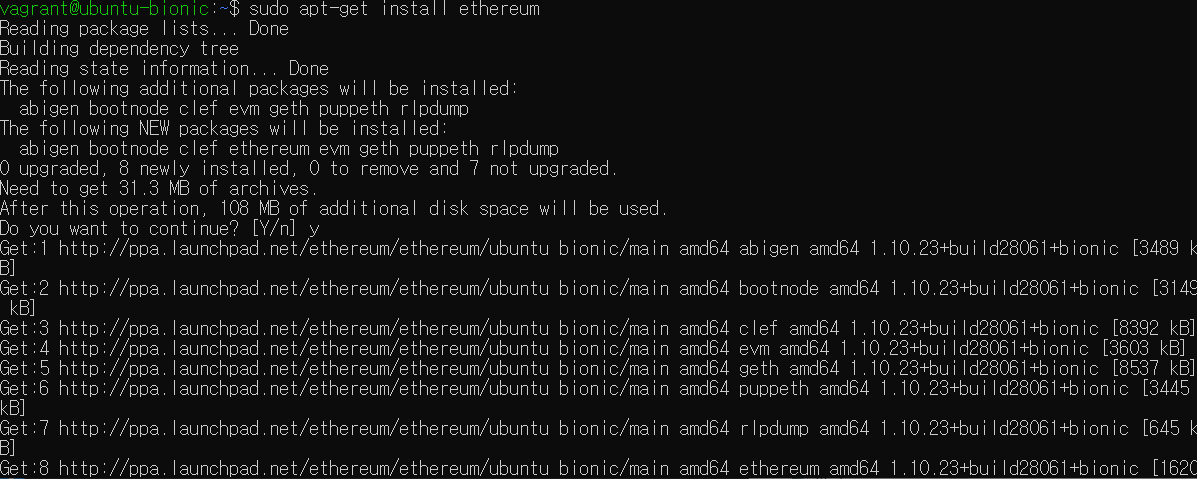 vagrant@ubuntu-bionic:~$ sudo apt-get install ethereum
Reading package lists... Done
Building dependency tree
Reading state information... Done
The following additional packages will be installed:
  abigen bootnode clef evm geth puppeth rlpdump
The following NEW packages will be installed:
  abigen bootnode clef ethereum evm geth puppeth rlpdump
0 upgraded, 8 newly installed, 0 to remove and 7 not upgraded.
Need to get 31.3 MB of archives.
After this operation, 108 MB of additional disk space will be used.
Do you want to continue? [Y/n] y
Get:1 http://ppa.launchpad.net/ethereum/ethereum/ubuntu bionic/main amd64 abigen amd64 1.10.23+build28061+bionic [3489 k
B]
Get:2 http://ppa.launchpad.net/ethereum/ethereum/ubuntu bionic/main amd64 bootnode amd64 1.10.23+build28061+bionic [3149
 kB]
Get:3 http://ppa.launchpad.net/ethereum/ethereum/ubuntu bionic/main amd64 clef amd64 1.10.23+build28061+bionic [8392 kB]
Get:4 http://ppa.launchpad.net/ethereum/ethereum/ubuntu bionic/main amd64 evm amd64 1.10.23+build28061+bionic [3603 kB]
Get:5 http://ppa.launchpad.net/ethereum/ethereum/ubuntu bionic/main amd64 geth amd64 1.10.23+build28061+bionic [8537 kB]
Get:6 http://ppa.launchpad.net/ethereum/ethereum/ubuntu bionic/main amd64 puppeth amd64 1.10.23+build28061+bionic [3445
kB]
Get:7 http://ppa.launchpad.net/ethereum/ethereum/ubuntu bionic/main amd64 rlpdump amd64 1.10.23+build28061+bionic [645 k
B]
Get:8 http://ppa.launchpad.net/ethereum/ethereum/ubuntu bionic/main amd64 ethereum amd64 1.10.23+build28061+bionic [1620